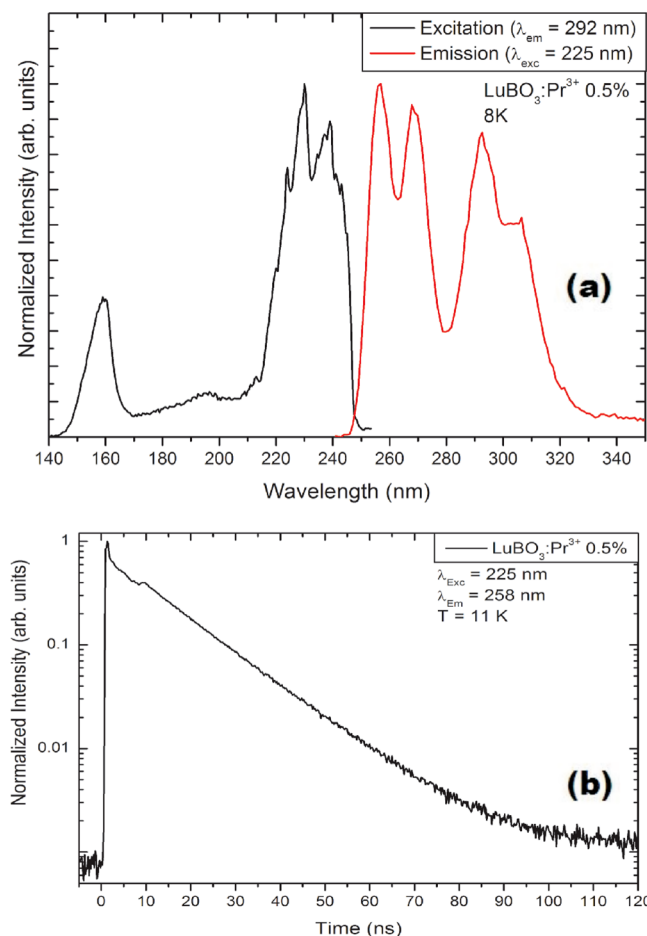 Excitation (λem = 292 nm)
Emission (λexc = 225 nm)
LuBO3:Pr3+ 0.5%
8K
(a)
Normalized Intensity (arb. units)
140 160 180 200 220 240 260 280 300 320 340
Wavelength (nm)
LuBO3:Pr3+ 0.5%
λExc = 225 nm
λEm = 258 nm
T = 11 K
1
0.1
0.01
(b)
Normalized Intensity (arb. units)
0 10 20 30 40 50 60 70 80 90 100 110 120
Time (ns)